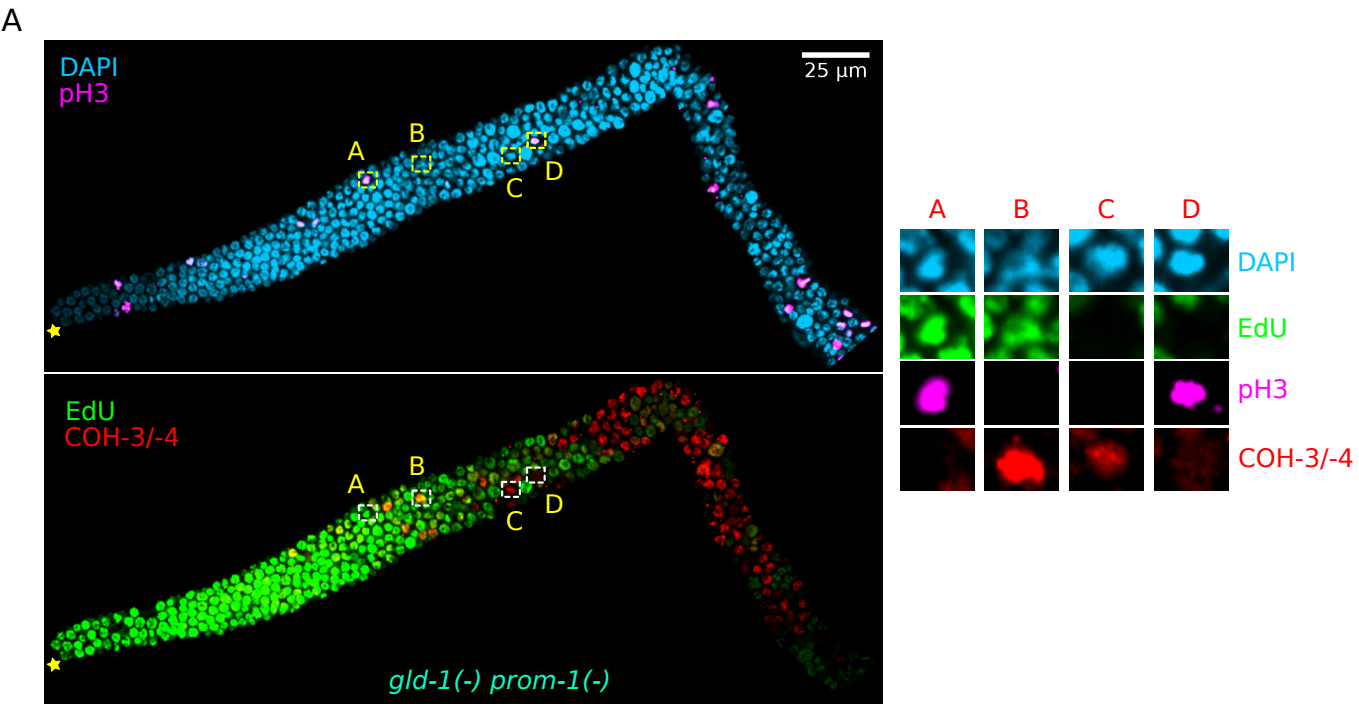 A
DAPI
pH3
25 μm
A
B
C
D
EdU
COH-3/-4
A
B
C
D
gld-1(-) prom-1(-)
A B C D
DAPI
EdU
pH3
COH-3/-4